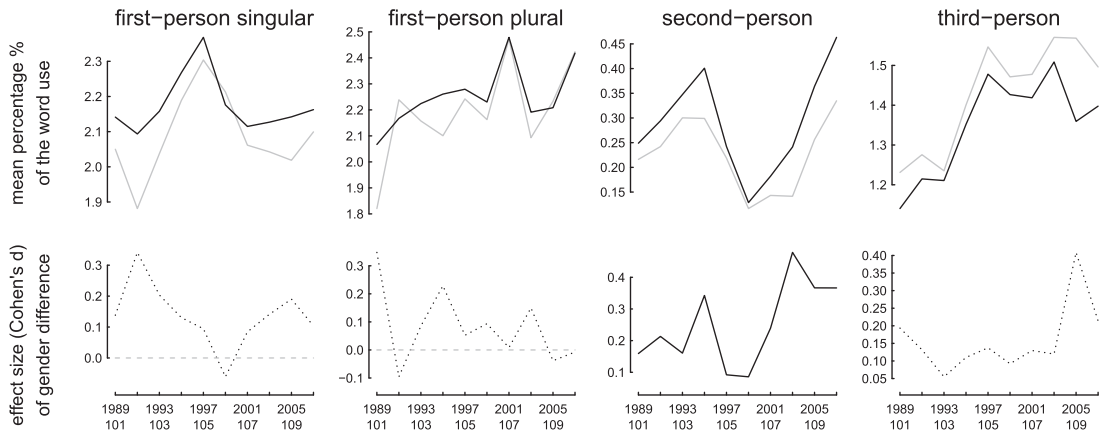 first−person singular
first−person plural
second−person
third−person
mean percentage %
of the word use
2.3
2.2
2.1
2.0
1.9
2.5
2.4
2.3
2.2
2.1
2.2
1.9
1.8
0.45
0.40
0.35
0.30
0.25
0.20
0.15
1.5
1.4
1.3
1.2
effect size (Cohen's d)
of gender difference
0.3
0.2
0.1
0.0
0.3
0.2
0.1
0.0
−0.1
0.4
0.3
0.2
0.1
0.40
0.35
0.30
0.25
0.20
0.15
0.10
0.05
1989 1993 1997 2001 2005
101 103 105 107 109
1989 1993 1997 2001 2005
101 103 105 107 109
1989 1993 1997 2001 2005
101 103 105 107 109
1989 1993 1997 2001 2005
101 103 105 107 109